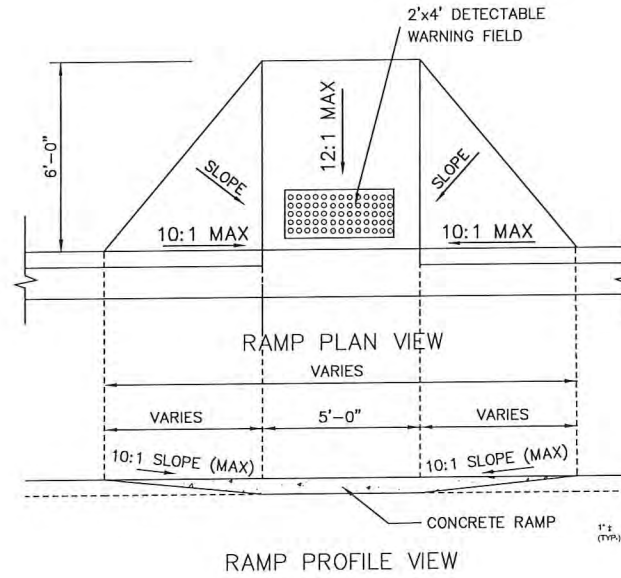 2'x4' DETECTABLE
WARNING FIELD
6'-0"
12:1 MAX
SLOPE
SLOPE
10:1 MAX
10:1 MAX
RAMP PLAN VIEW
VARIES
VARIES
5'-0"
VARIES
10:1 SLOPE (MAX)
10:1 SLOPE (MAX)
CONCRETE RAMP
1"±
(TYP.)
RAMP PROFILE VIEW